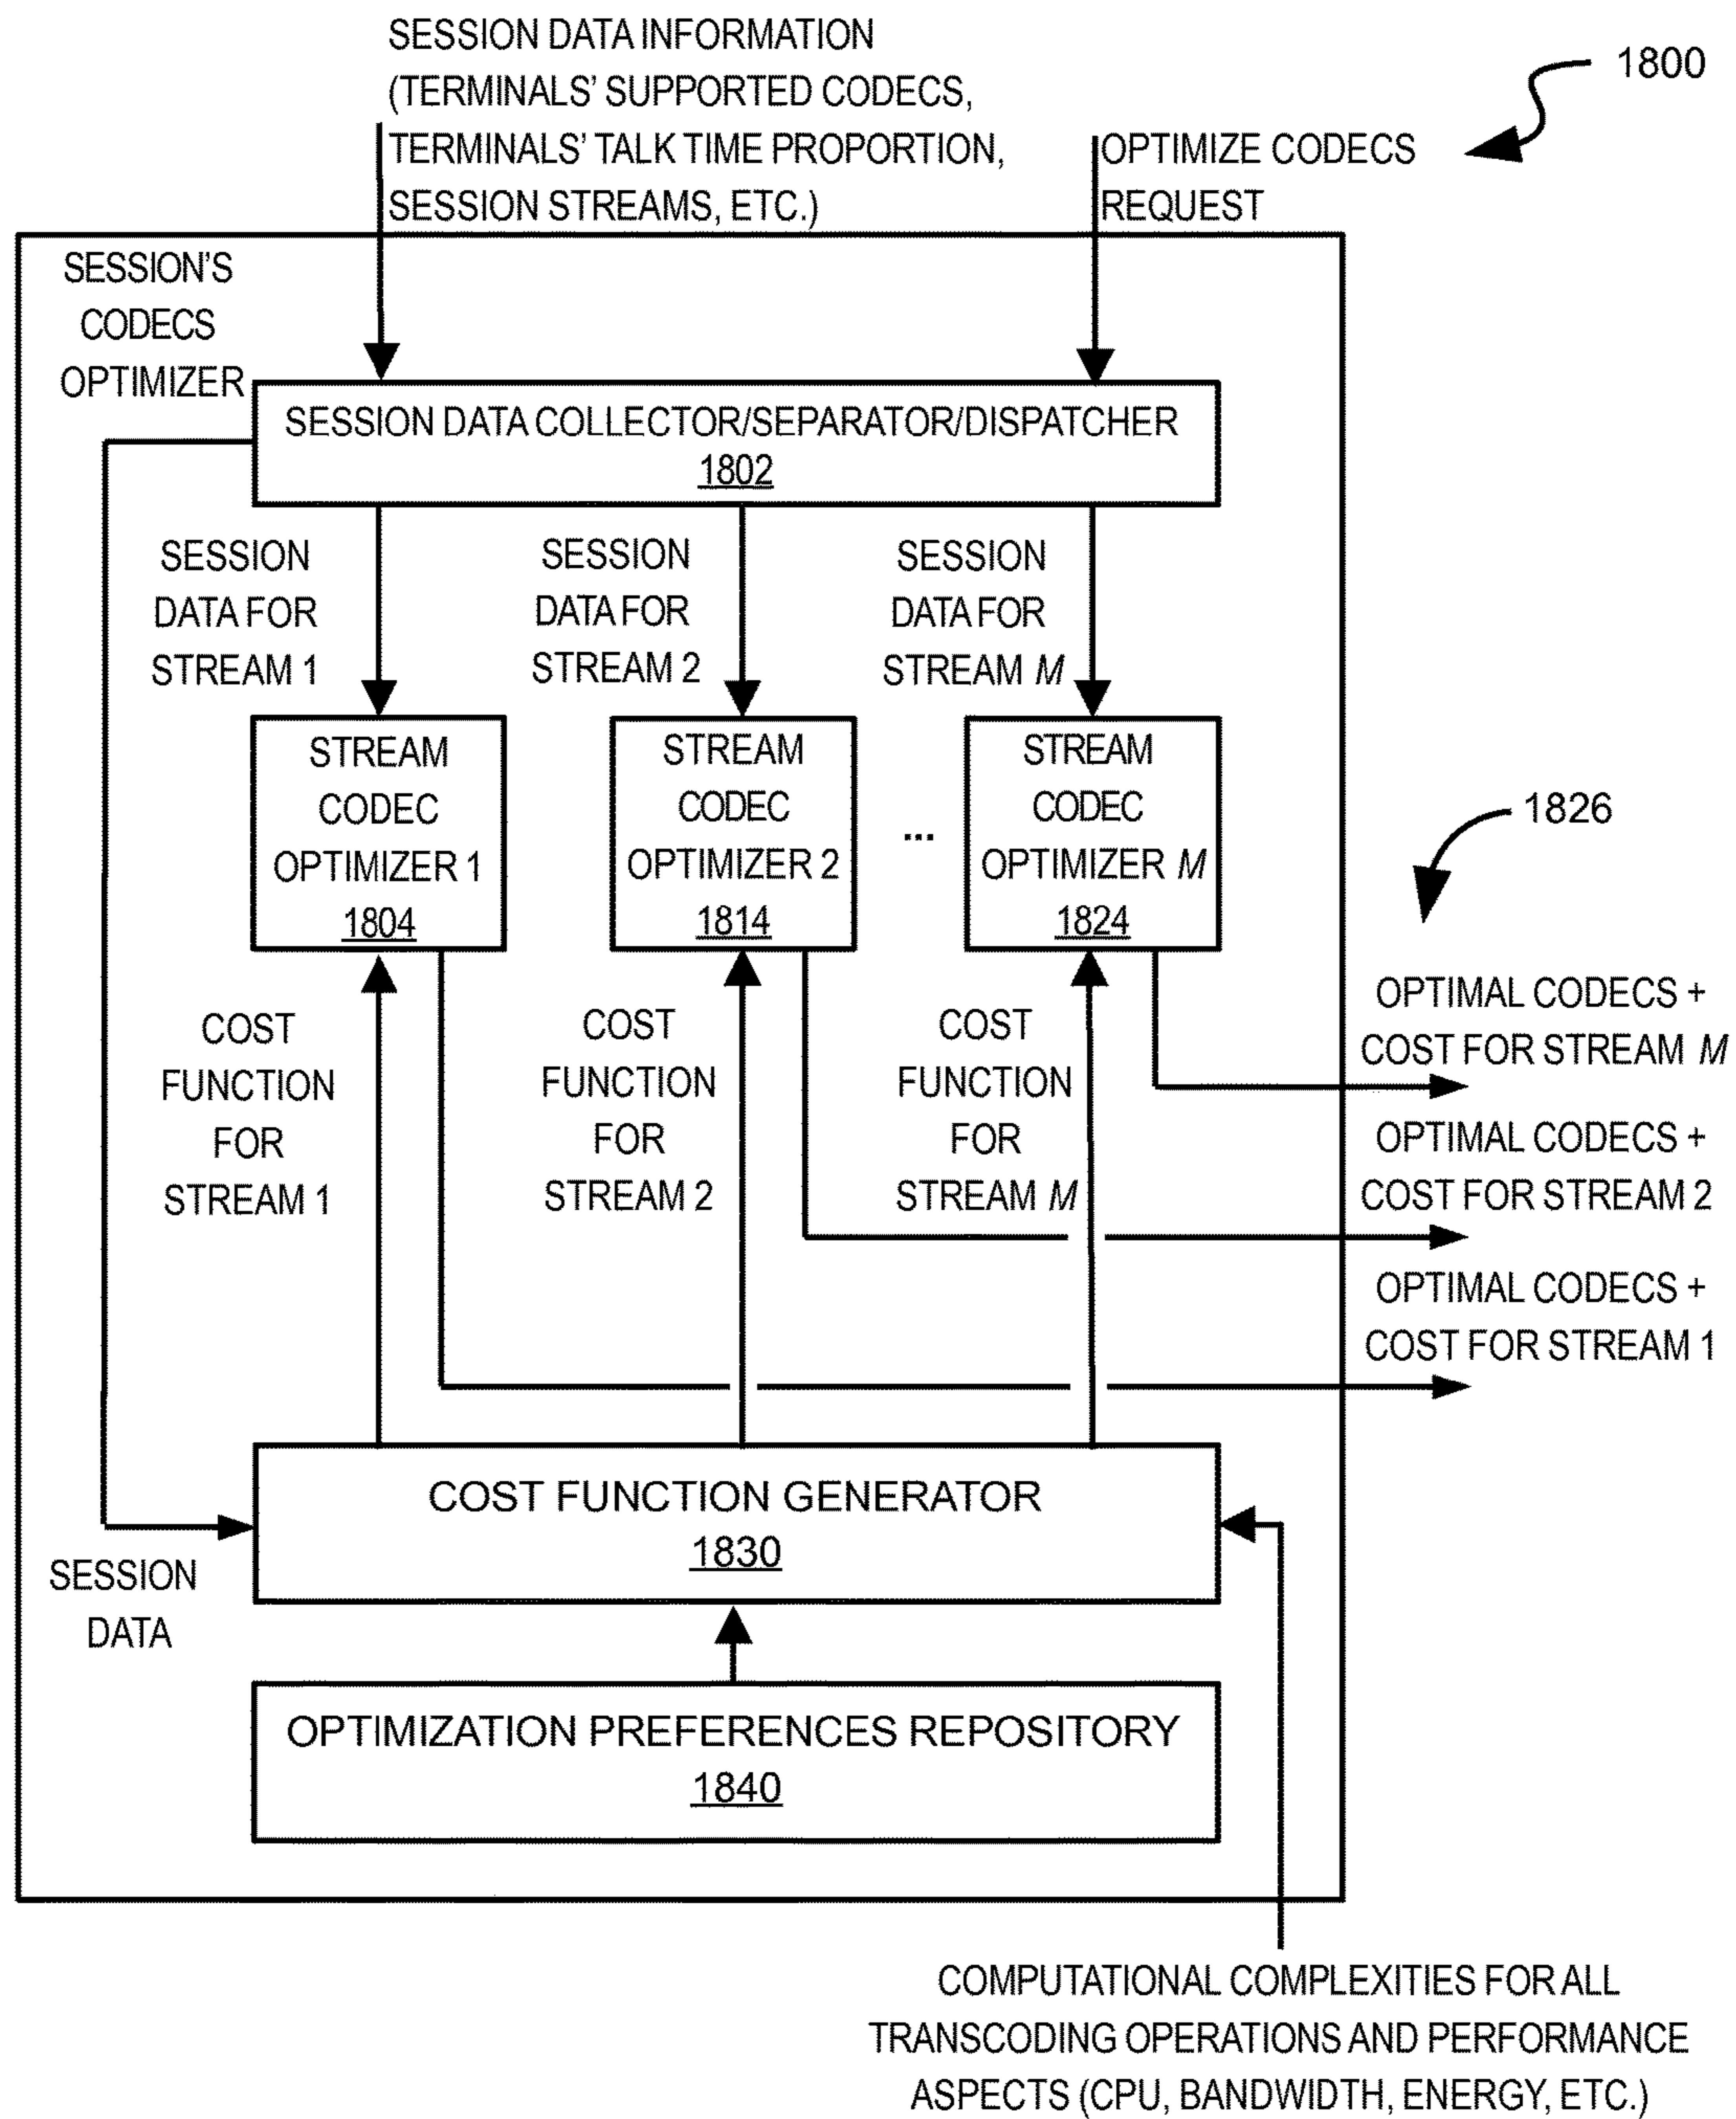 SESSION DATA INFORMATION
(TERMINALS' SUPPORTED CODECS,
TERMINALS' TALK TIME PROPORTION,
SESSION STREAMS, ETC.)
OPTIMIZE CODECS
REQUEST
1800
SESSION'S
CODECS
OPTIMIZER
SESSION DATA COLLECTOR/SEPARATOR/DISPATCHER
1802
SESSION
DATA FOR
STREAM 1
SESSION
DATA FOR
STREAM 2
SESSION
DATA FOR
STREAM M
STREAM
CODEC
OPTIMIZER 1
1804
STREAM
CODEC
OPTIMIZER 2
1814
...
STREAM
CODEC
OPTIMIZER M
1824
1826
COST
FUNCTION
FOR
STREAM 1
COST
FUNCTION
FOR
STREAM 2
COST
FUNCTION
FOR
STREAM M
OPTIMAL CODECS +
COST FOR STREAM M
OPTIMAL CODECS +
COST FOR STREAM 2
OPTIMAL CODECS +
COST FOR STREAM 1
COST FUNCTION GENERATOR
1830
SESSION
DATA
OPTIMIZATION PREFERENCES REPOSITORY
1840
COMPUTATIONAL COMPLEXITIES FOR ALL
TRANSCODING OPERATIONS AND PERFORMANCE
ASPECTS (CPU, BANDWIDTH, ENERGY, ETC.)